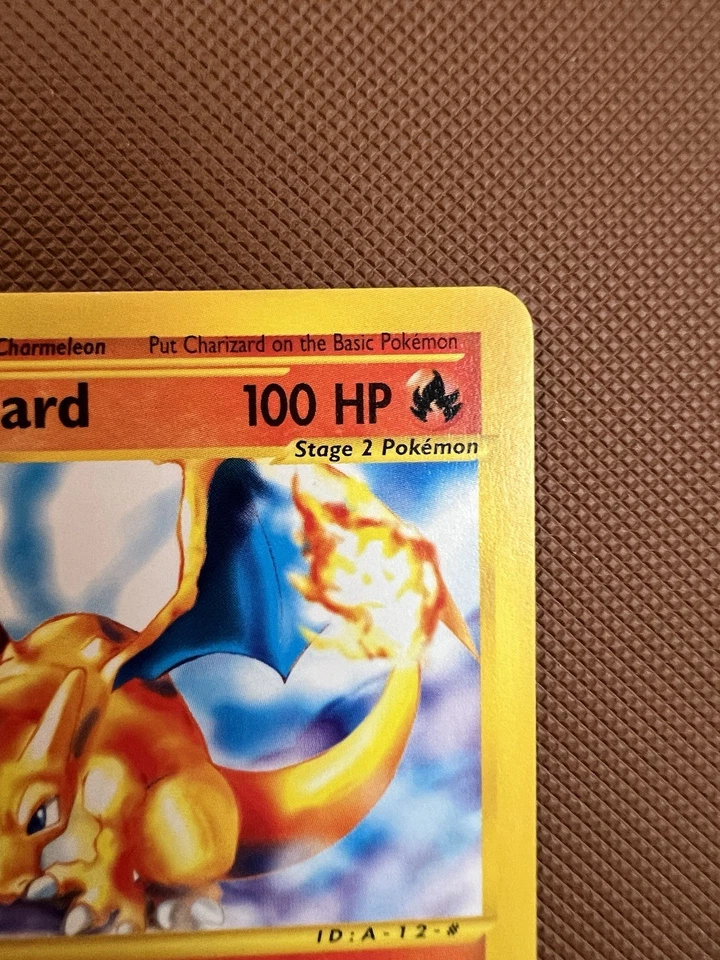 Charmeleon Put Charizard on the Basic Pokémon
ard 100 HP
Stage 2 Pokémon
ID:A-12-#